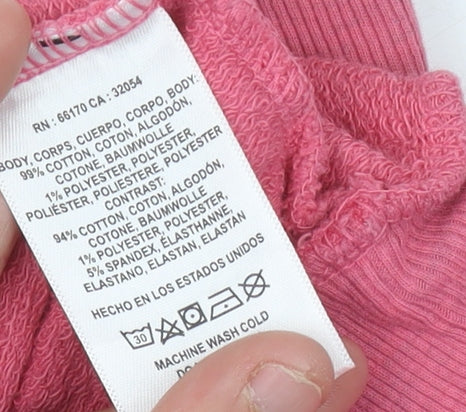 RN : 66170 CA : 32054
BODY, CORPS, CUERPO, CORPO, BODY:
99% COTTON, COTON, ALGODÓN,
COTONE, BAUMWOLLE
1% POLYESTER, POLYESTER,
POLIÉSTER, POLIESTERE, POLYESTER
CONTRAST:
94% COTTON, COTON, ALGODON,
COTONE, BAUMWOLLE
1% POLYESTER, POLYESTER,
5% SPANDEX, ÉLASTHANNE,
ELASTANO, ELASTAN, ELASTAN
HECHO EN LOS ESTADOS UNIDOS
30
MACHINE WASH COLD